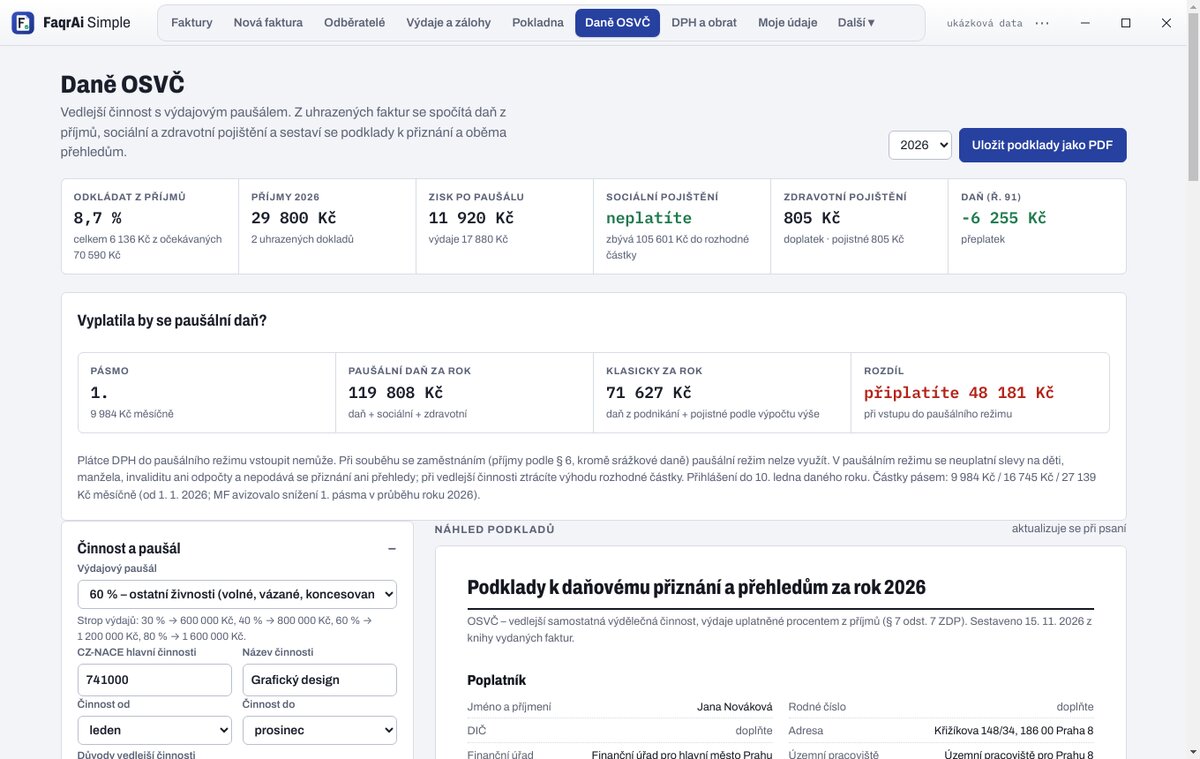 FaqrAi Simple
Faktury Nová faktura Odběratelé Výdaje a zálohy Pokladna Daně OSVČ DPH a obrat Moje údaje Další ▾
ukázková data ···
Daně OSVČ
Vedlejší činnost s výdajovým paušálem. Z uhrazených faktur se spočítá daň z
příjmů, sociální a zdravotní pojištění a sestaví se podklady k přiznání a oběma
přehledům.
2026
Uložit podklady jako PDF
ODKLÁDAT Z PŘÍJMŮ
8,7 %
celkem 6 136 Kč z očekávaných
70 590 Kč
PŘÍJMY 2026
29 800 Kč
2 uhrazených dokladů
ZISK PO PAUŠÁLU
11 920 Kč
výdaje 17 880 Kč
SOCIÁLNÍ POJIŠTĚNÍ
neplatíte
zbývá 105 601 Kč do rozhodné
částky
ZDRAVOTNÍ POJIŠTĚNÍ
805 Kč
doplatek · pojistné 805 Kč
DAŇ (Ř. 91)
-6 255 Kč
přeplatek
Vyplatila by se paušální daň?
PÁSMO
1.
9 984 Kč měsíčně
PAUŠÁLNÍ DAŇ ZA ROK
119 808 Kč
daň + sociální + zdravotní
KLASICKY ZA ROK
71 627 Kč
daň z podnikání + pojistné podle výpočtu výše
ROZDÍL
připlatíte 48 181 Kč
při vstupu do paušálního režimu
Plátce DPH do paušálního režimu vstoupit nemůže. Při souběhu se zaměstnáním (příjmy podle § 6, kromě srážkové daně) paušální režim nelze využít. V paušálním režimu se neuplatní slevy na děti,
manžela, invaliditu ani odpočty a nepodává se přiznání ani přehledy; při vedlejší činnosti ztrácíte výhodu rozhodné částky. Přihlášení do 10. ledna daného roku. Částky pásem: 9 984 Kč / 16 745 Kč / 27 139
Kč měsíčně (od 1. 1. 2026; MF avizovalo snížení 1. pásma v průběhu roku 2026).
Činnost a paušál –
Výdajový paušál
60 % – ostatní živnosti (volné, vázané, koncesovan
Strop výdajů: 30 % → 600 000 Kč, 40 % → 800 000 Kč, 60 % →
1 200 000 Kč, 80 % → 1 600 000 Kč.
CZ-NACE hlavní činnosti
741000
Název činnosti
Grafický design
Činnost od
leden
Činnost do
prosinec
Důvody vedlejší činnosti
NÁHLED PODKLADŮ
aktualizuje se při psaní
Podklady k daňovému přiznání a přehledům za rok 2026
OSVČ – vedlejší samostatná výdělečná činnost, výdaje uplatněné procentem z příjmů (§ 7 odst. 7 ZDP). Sestaveno 15. 11. 2026 z
knihy vydaných faktur.
Poplatník
Jméno a příjmení Jana Nováková
Rodné číslo doplňte
DIČ doplňte
Adresa Křižíkova 148/34, 186 00 Praha 8
Finanční úřad Finanční úřad pro hlavní město Prahu
Územní pracoviště Územní pracoviště pro Prahu 8